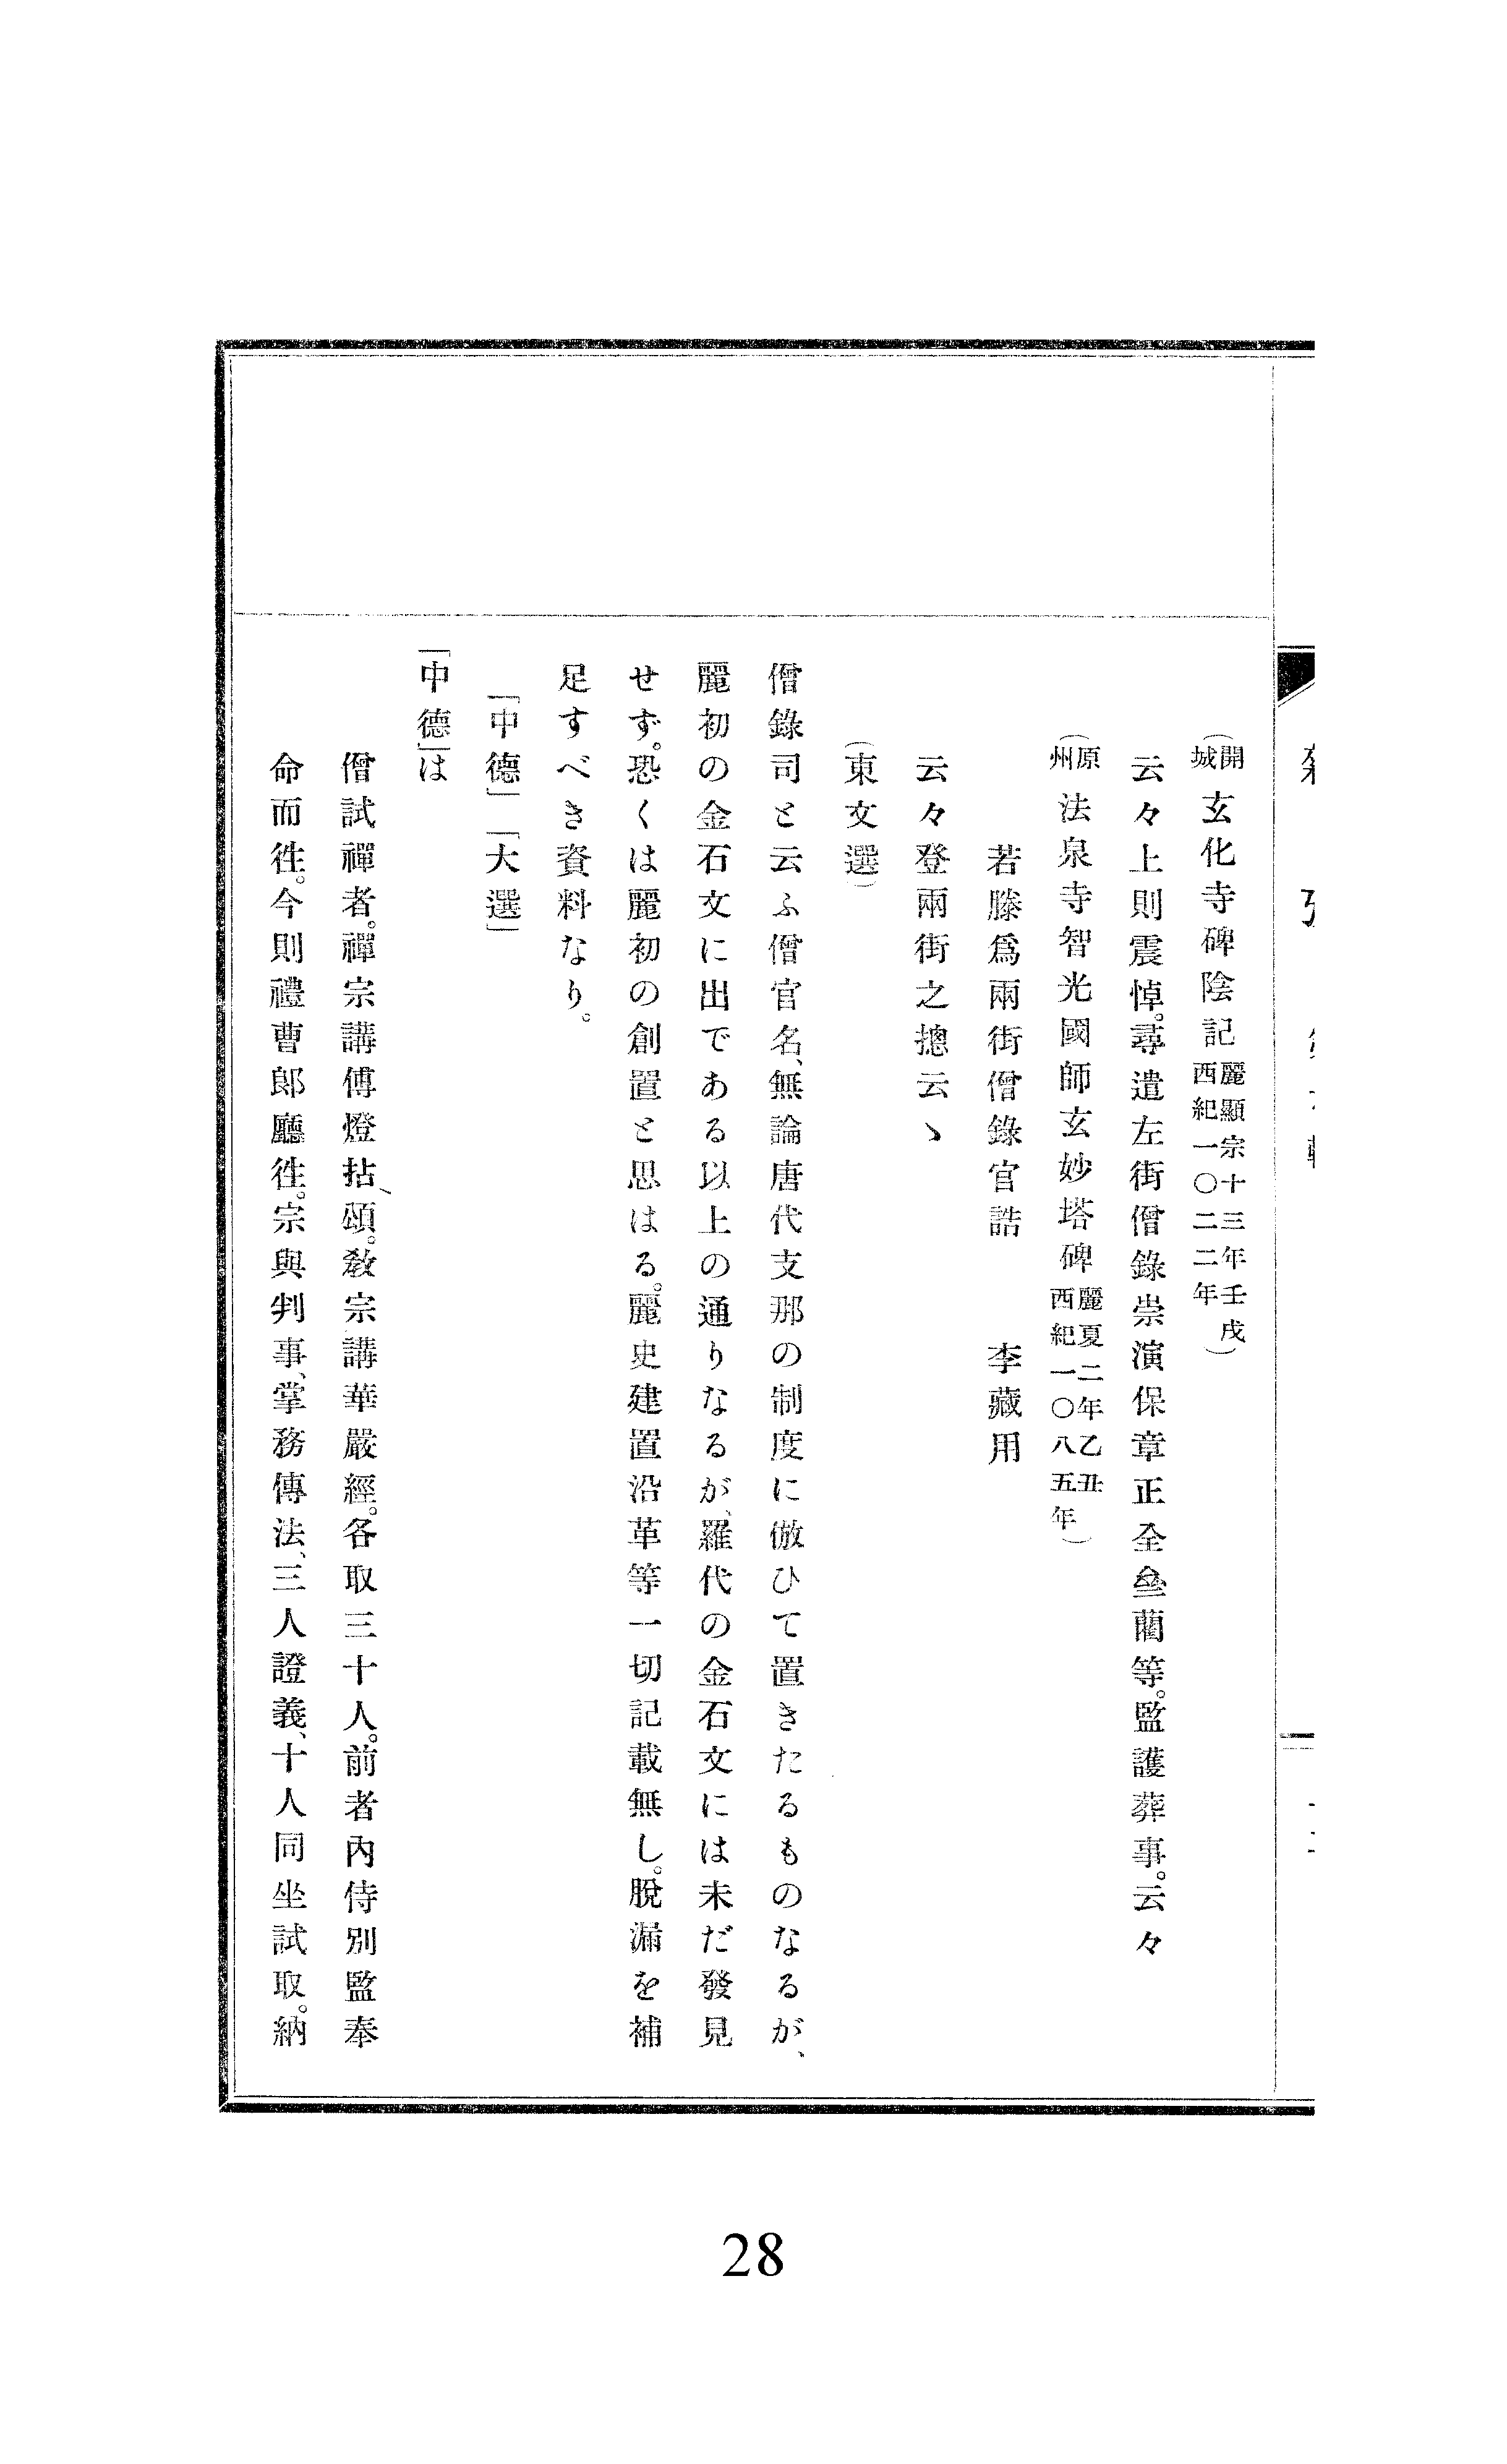 (開城)玄化寺碑陰記(麗顯宗十三年壬戌西紀一〇二二年)
云々上則震悼。尋遣左街僧錄崇演保章正全叄藺等。監護葬事。云々
(原州)法泉寺智光國師玄妙塔碑(麗夏二年乙丑西紀一〇八五年)
若滕爲兩街僧錄官誥　李藏用
云々登兩街之摠云ヽ
(東文選)
僧錄司と云ふ僧官名、無論唐代支那の制度に倣ひて置きたるものなるが、
麗初の金石文に出である以上の通りなるが、羅代の金石文には未だ發見
せず。恐くは麗初の創置と思はる。麗史建置沿革等一切記載無し。脫漏を補
足すべき資料なり。
「中德」「大選」
「中德」は
僧試禪者。禪宗講傅燈拈頌。敎宗講華嚴經。各取三十人。前者內侍別監奉
命而徃。今則禮曹郞廳徃。宗與判事、掌務傳法、三人證義、十人同坐試取。納
28